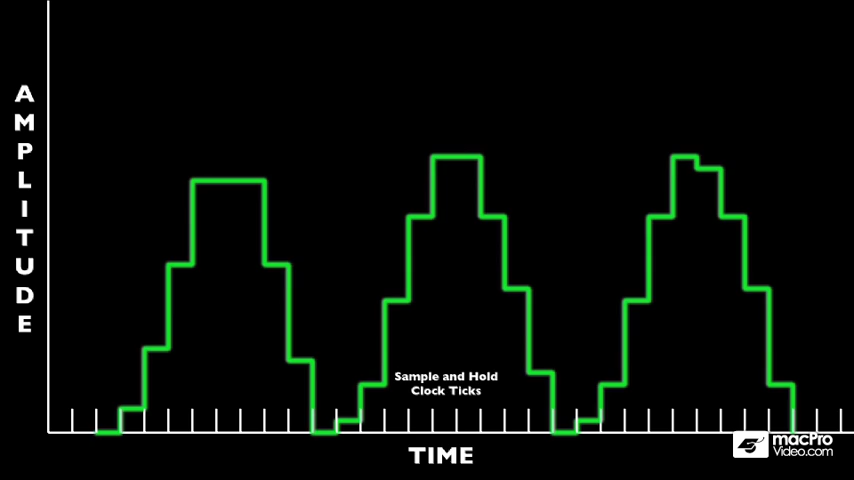 AMPLITUDE
Sample and Hold
Clock Ticks
TIME
macPro
Video.com